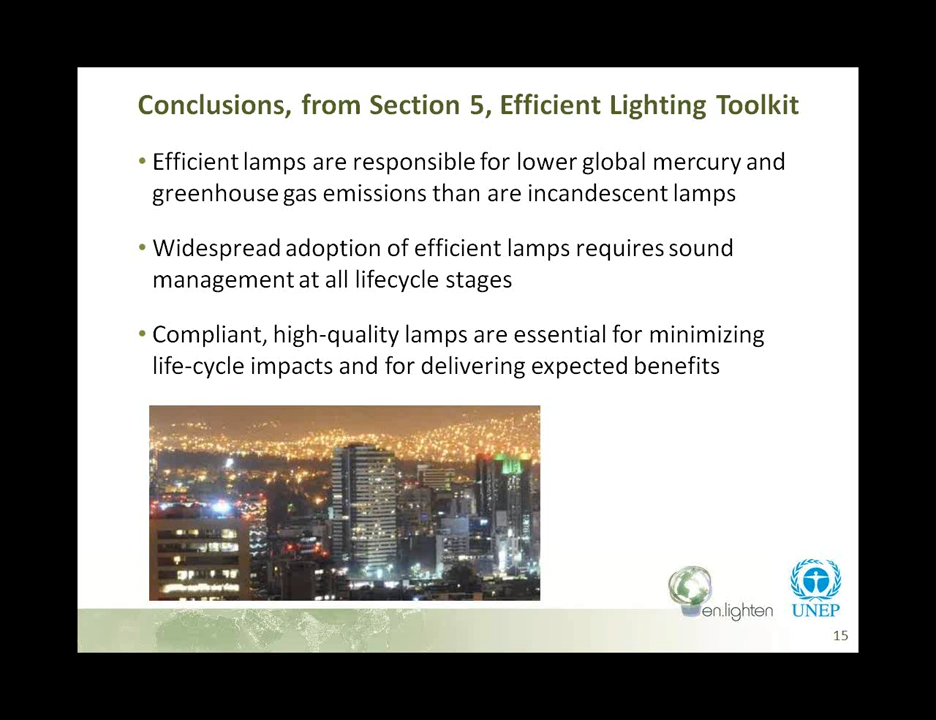 Conclusions, from Section 5, Efficient Lighting Toolkit
• Efficient lamps are responsible for lower global mercury and
greenhouse gas emissions than are incandescent lamps
• Widespread adoption of efficient lamps requires sound
management at all lifecycle stages
• Compliant, high-quality lamps are essential for minimizing
life-cycle impacts and for delivering expected benefits
en.lighten
UNEP
15